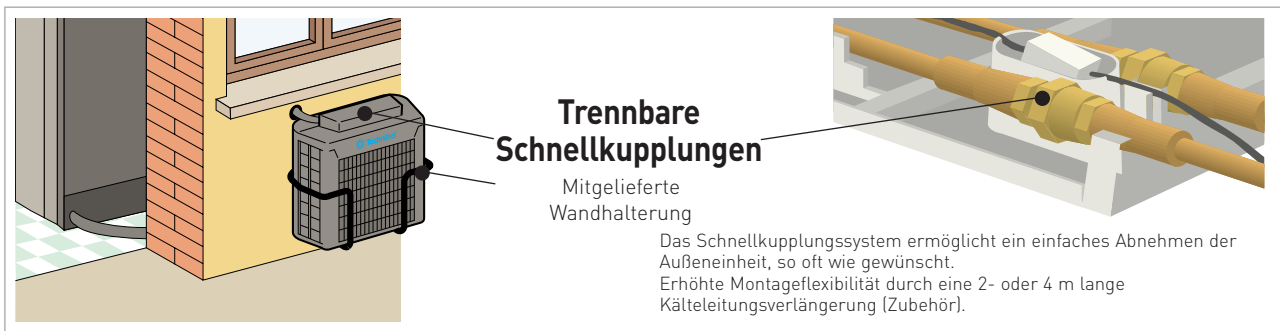 Trennbare
Schnellkupplungen
Mitgelieferte
Wandhalterung
Das Schnellkupplungssystem ermöglicht ein einfaches Abnehmen der
Außeneinheit, so oft wie gewünscht.
Erhöhte Montageflexibilität durch eine 2- oder 4 m lange
Kälteleitungsverlängerung (Zubehör).